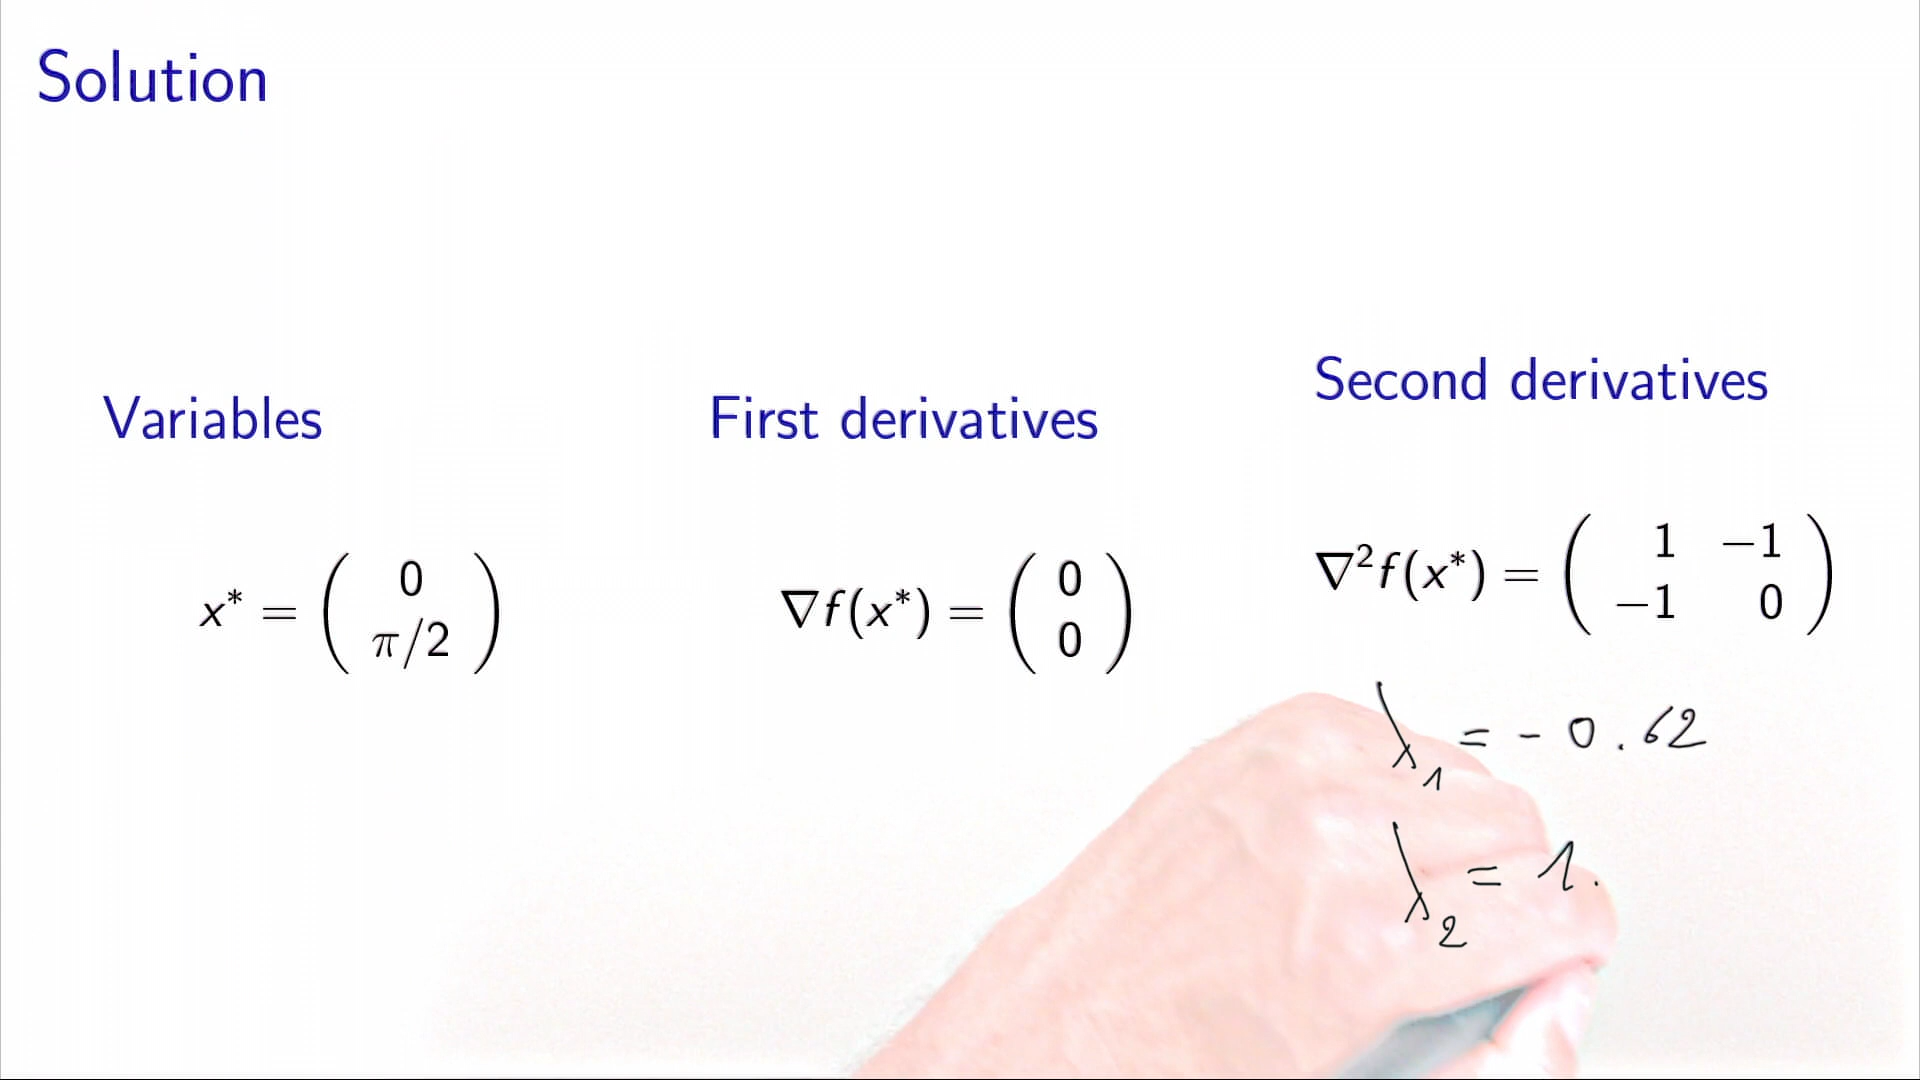 Solution
Variables
x* = ( 0 π/2 )
First derivatives
∇f(x*) = ( 0 0 )
Second derivatives
∇²f(x*) = ( 1 −1 −1 0 )
λ₁ = - 0.62
λ₂ = 1.